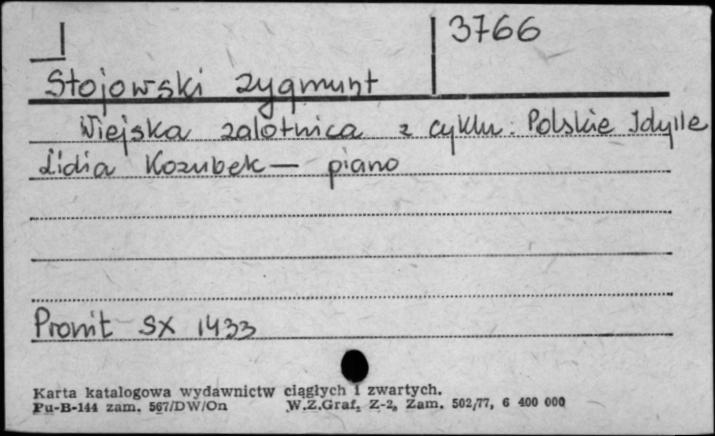 3766
Stojowski Zygmunt
Wiejska zalotnica z cyklu: Polskie Idylle
Lidia Kozubek — piano
Pronit SX 1433
Karta katalogowa wydawnictw ciągłych i zwartych.
Pu-B-144 zam. 567/DW/On W.Z.Graf. Z-2, Zam. 502/77, 6 400 000